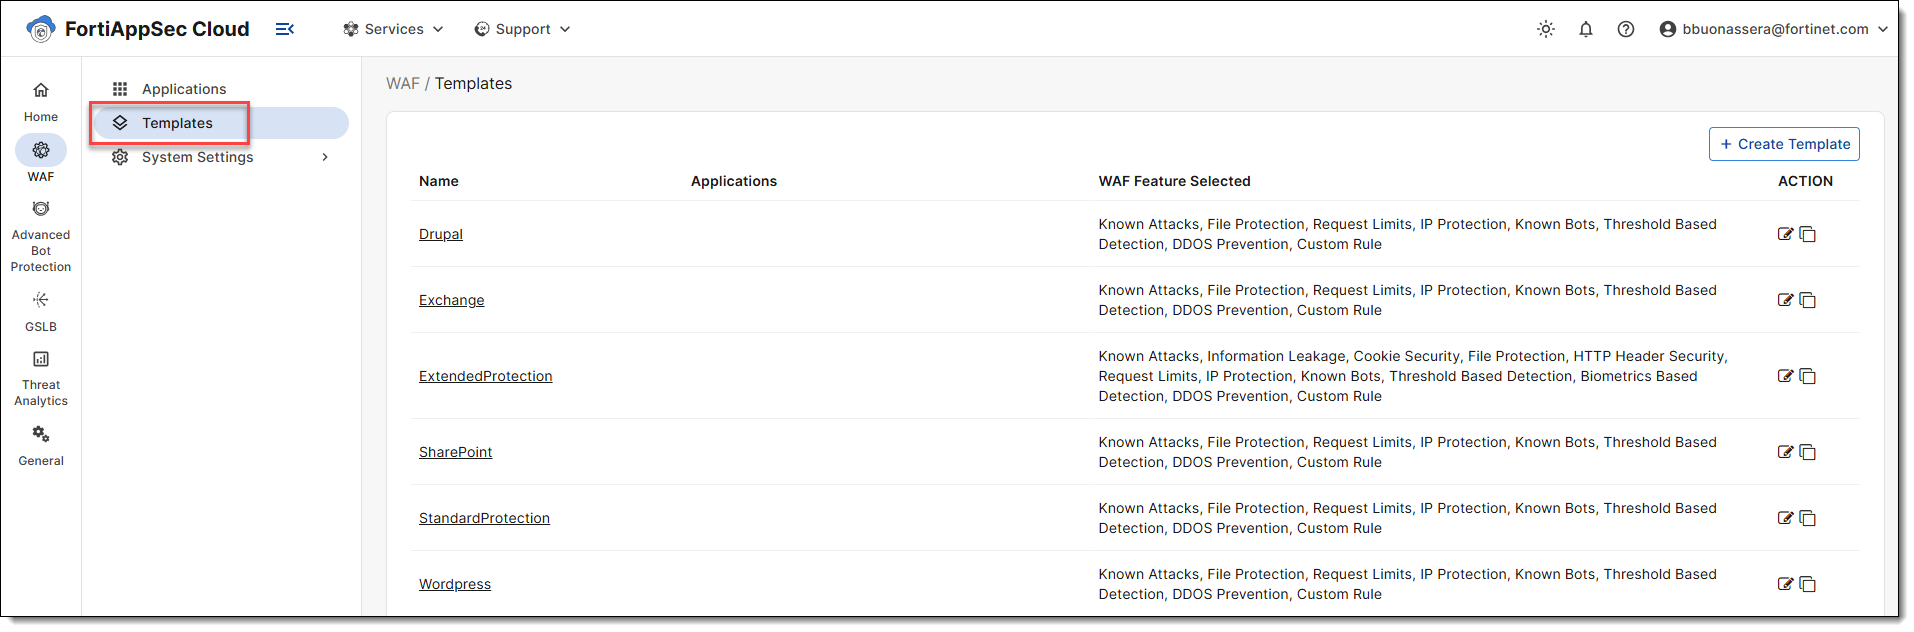 FortiAppSec Cloud
Services
Support
bbuonassera@fortinet.com
Home
WAF
Advanced
Bot
Protection
GSLB
Threat
Analytics
General
Applications
Templates
System Settings
WAF / Templates
+ Create Template
Name Applications WAF Feature Selected ACTION
Drupal
Known Attacks, File Protection, Request Limits, IP Protection, Known Bots, Threshold Based
Detection, DDOS Prevention, Custom Rule
Exchange
Known Attacks, File Protection, Request Limits, IP Protection, Known Bots, Threshold Based
Detection, DDOS Prevention, Custom Rule
ExtendedProtection
Known Attacks, Information Leakage, Cookie Security, File Protection, HTTP Header Security,
Request Limits, IP Protection, Known Bots, Threshold Based Detection, Biometrics Based
Detection, DDOS Prevention, Custom Rule
SharePoint
Known Attacks, File Protection, Request Limits, IP Protection, Known Bots, Threshold Based
Detection, DDOS Prevention, Custom Rule
StandardProtection
Known Attacks, File Protection, Request Limits, IP Protection, Known Bots, Threshold Based
Detection, DDOS Prevention, Custom Rule
Wordpress
Known Attacks, File Protection, Request Limits, IP Protection, Known Bots, Threshold Based
Detection, DDOS Prevention, Custom Rule